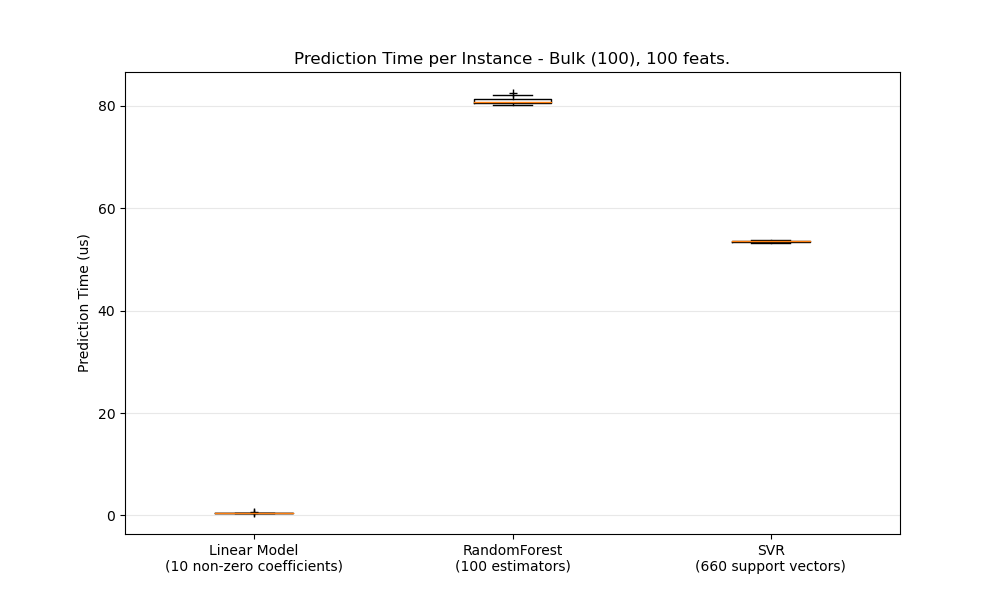 Prediction Time per Instance - Bulk (100), 100 feats.
Prediction Time (us)
80
60
40
20
0
Linear Model
(10 non-zero coefficients)
RandomForest
(100 estimators)
SVR
(660 support vectors)